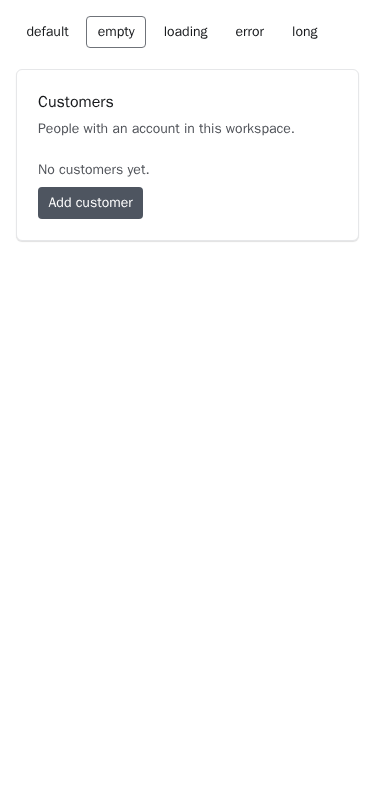 default empty loading error long
Customers
People with an account in this workspace.
No customers yet.
Add customer